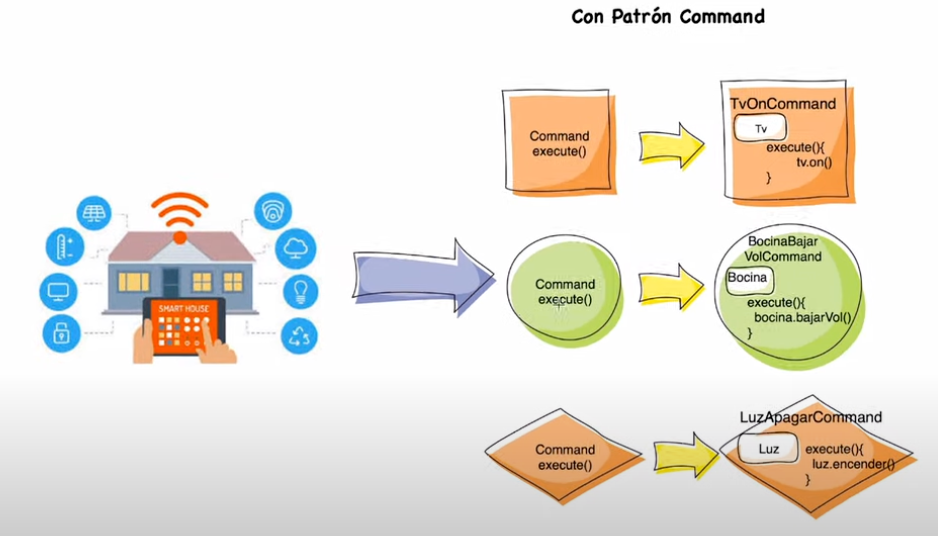 Con Patrón Command
SMART HOUSE
Command
execute()
TvOnCommand
Tv
execute(){
tv.on()
}
Command
execute()
BocinaBajar
VolCommand
Bocina
execute(){
bocina.bajarVol()
}
Command
execute()
LuzApagarCommand
Luz
execute(){
luz.encender()
}